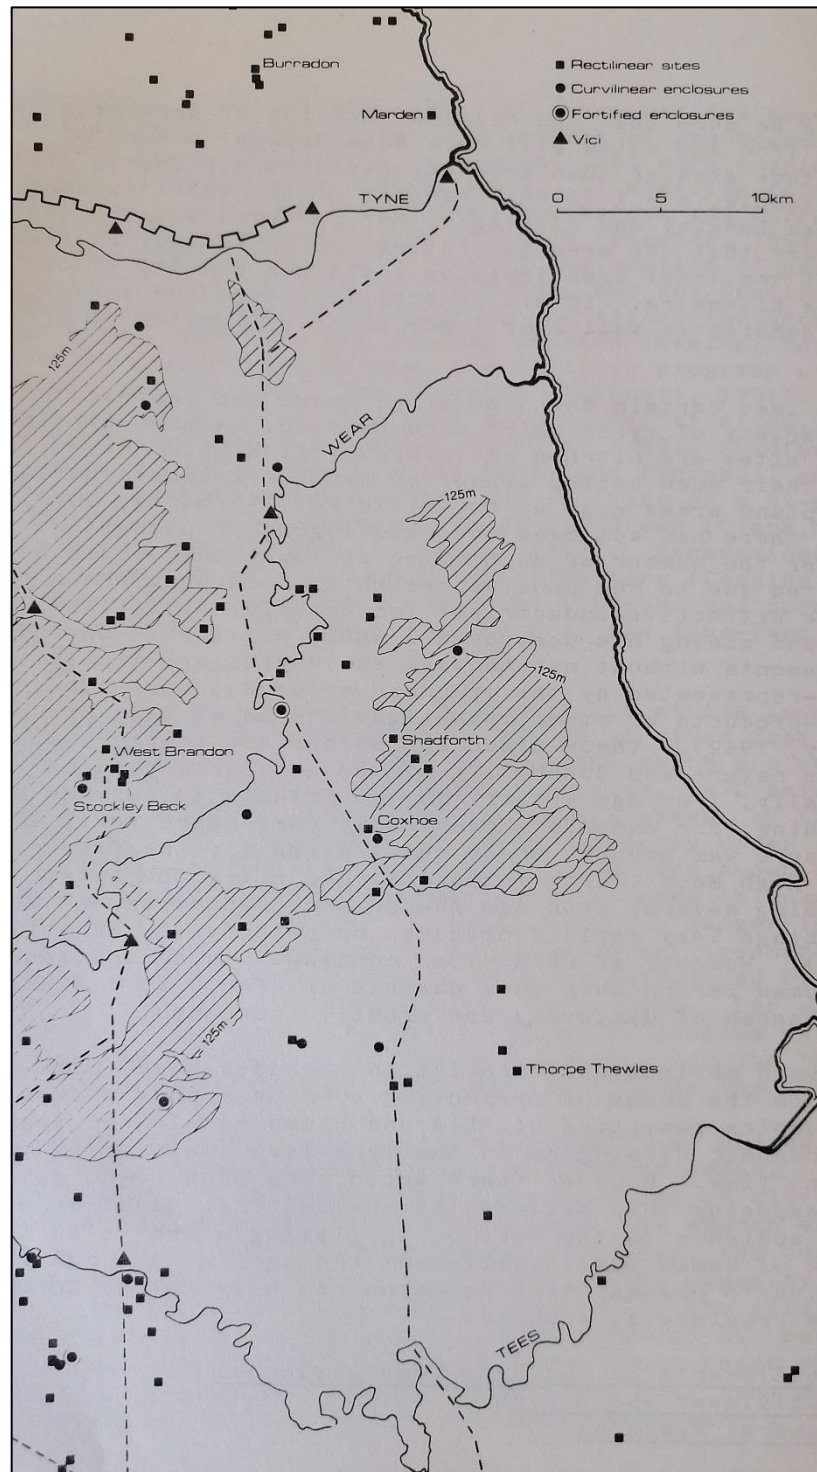 Burradon
Rectilinear sites
Curvilinear enclosures
Fortified enclosures
Vici
Marden
TYNE
0 5 10km
125m
WEAR
125m
125m
Shadforth
West Brandon
Stockley Beck
Coxhoe
125m
Thorpe Thewles
TEES